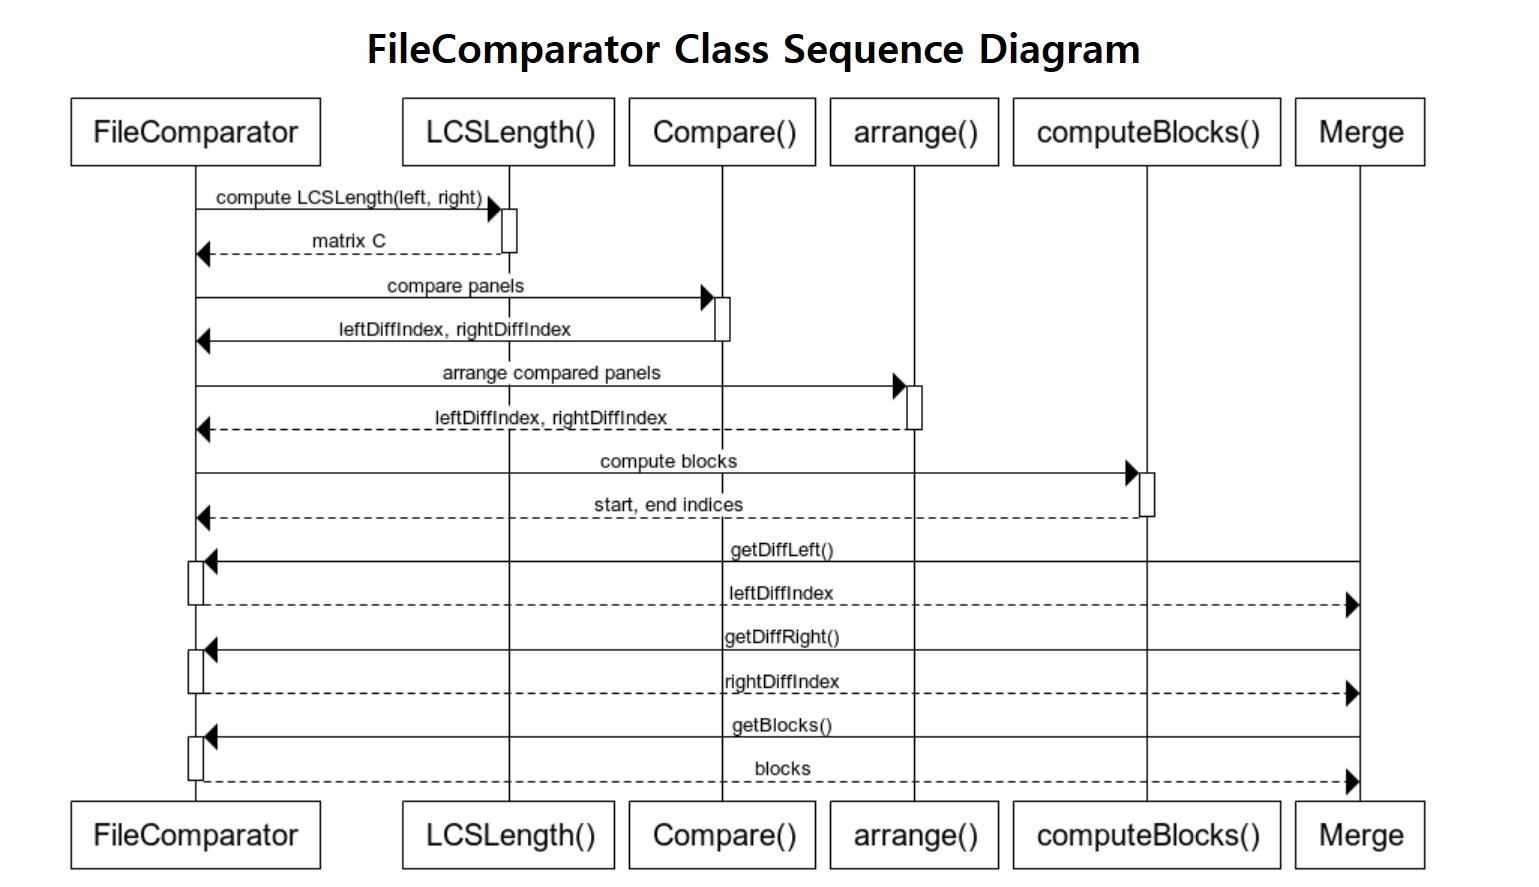 FileComparator Class Sequence Diagram
FileComparator LCSLength() Compare() arrange() computeBlocks() Merge
compute LCSLength(left, right)
matrix C
compare panels
leftDiffIndex, rightDiffIndex
arrange compared panels
leftDiffIndex, rightDiffIndex
compute blocks
start, end indices
getDiffLeft()
leftDiffIndex
getDiffRight()
rightDiffIndex
getBlocks()
blocks
FileComparator LCSLength() Compare() arrange() computeBlocks() Merge